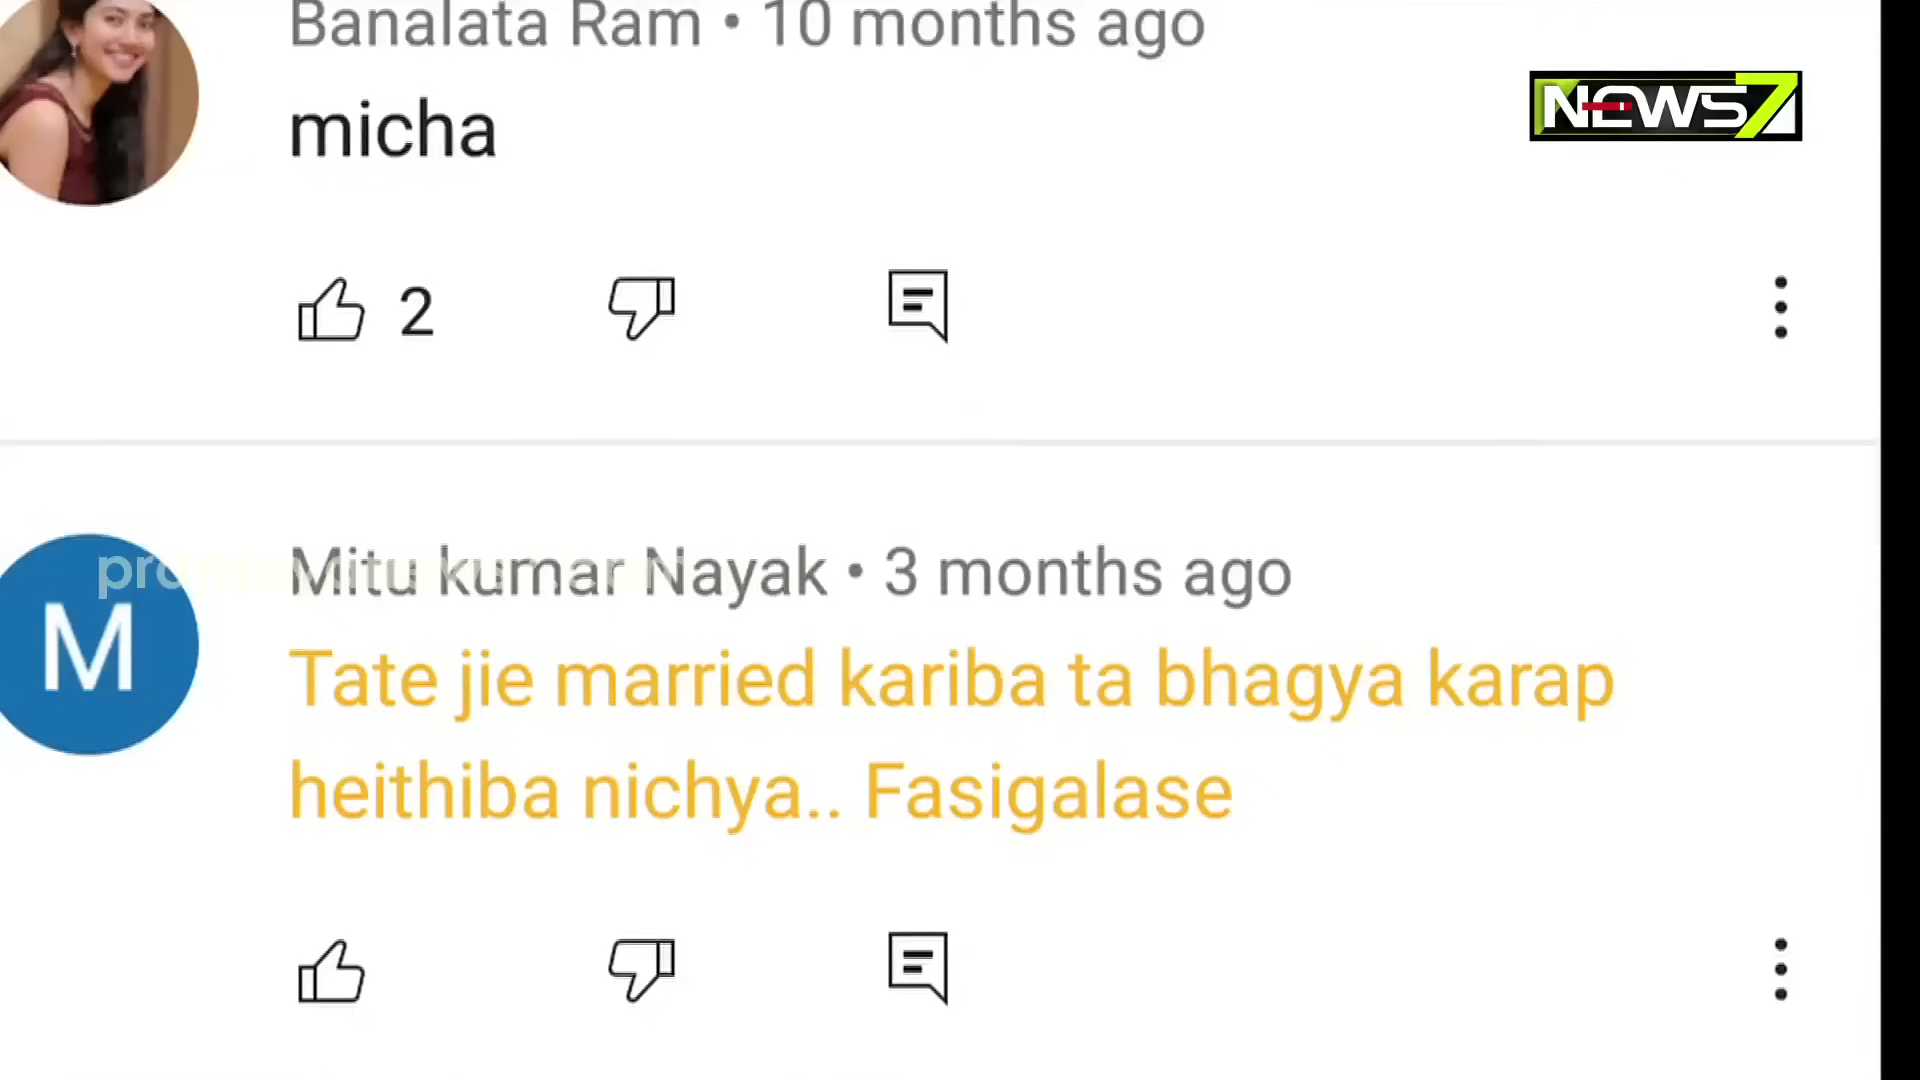 Banalata Ram • 10 months ago
NEWS7
micha
2
Mitu kumar Nayak • 3 months ago
M
Tate jie married kariba ta bhagya karap
heithiba nichya.. Fasigalase